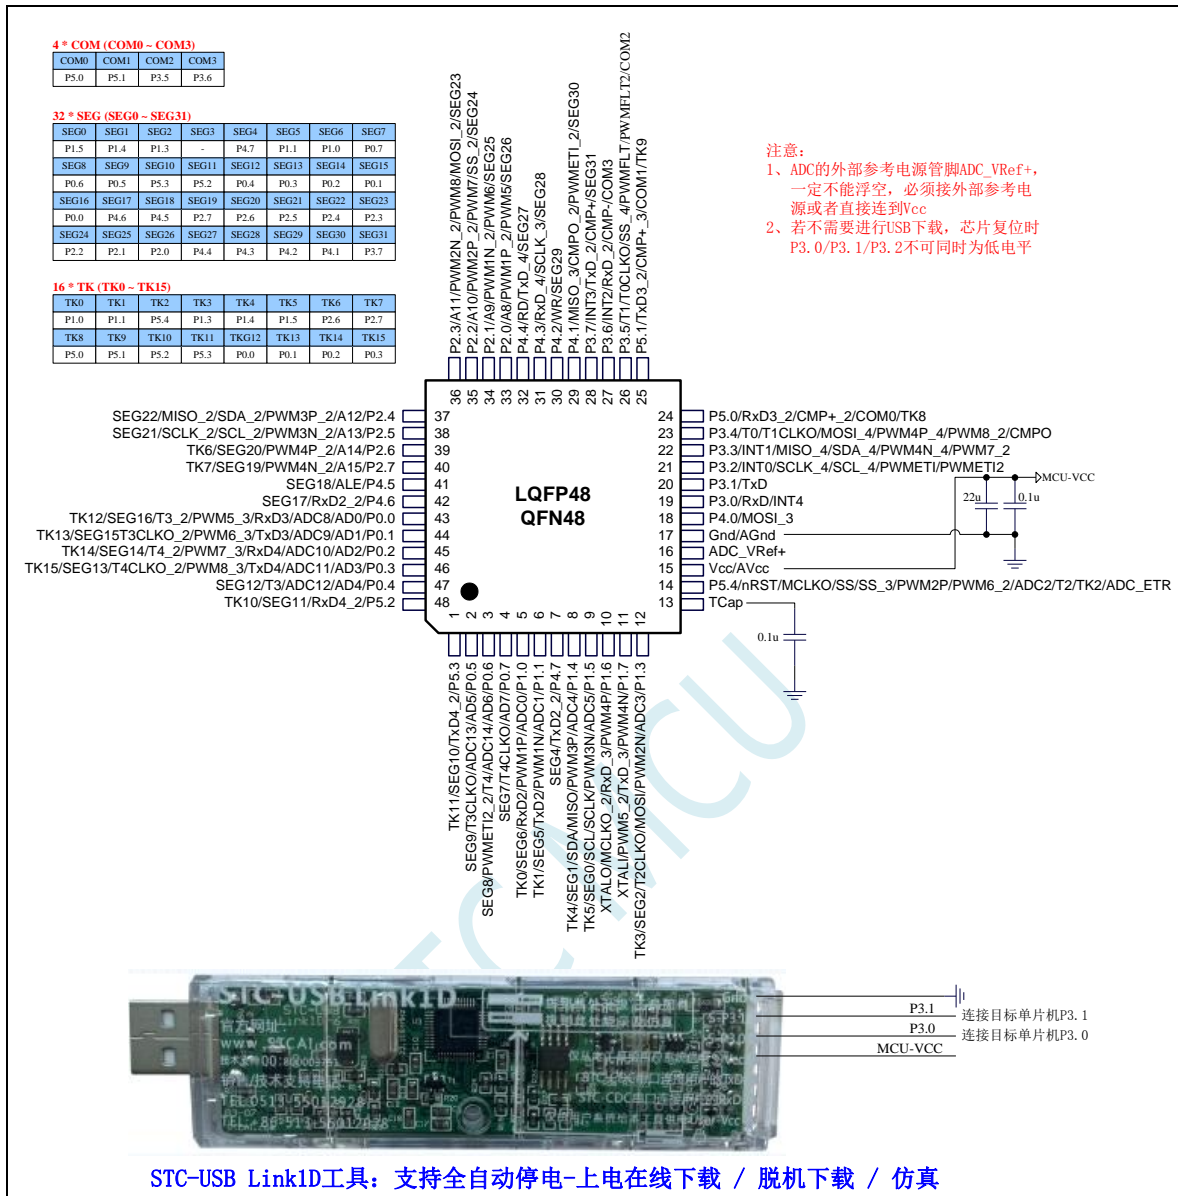 4 * COM (COM0 ~ COM3)
COM0 COM1 COM2 COM3
P5.0 P5.1 P3.5 P3.6
32 * SEG (SEG0 ~ SEG31)
SEG0 SEG1 SEG2 SEG3 SEG4 SEG5 SEG6 SEG7
P1.5 P1.4 P1.3 - P4.7 P1.1 P1.0 P0.7
SEG8 SEG9 SEG10 SEG11 SEG12 SEG13 SEG14 SEG15
P0.6 P0.5 P5.3 P5.2 P0.4 P0.3 P0.2 P0.1
SEG16 SEG17 SEG18 SEG19 SEG20 SEG21 SEG22 SEG23
P0.0 P4.6 P4.5 P2.7 P2.6 P2.5 P2.4 P2.3
SEG24 SEG25 SEG26 SEG27 SEG28 SEG29 SEG30 SEG31
P2.2 P2.1 P2.0 P4.4 P4.3 P4.2 P4.1 P3.7
16 * TK (TK0 ~ TK15)
TK0 TK1 TK2 TK3 TK4 TK5 TK6 TK7
P1.0 P1.1 P5.4 P1.3 P1.4 P1.5 P2.6 P2.7
TK8 TK9 TK10 TK11 TKG12 TK13 TK14 TK15
P5.0 P5.1 P5.2 P5.3 P0.0 P0.1 P0.2 P0.3
P2.3/A11/PWM2N_2/PWM8/MOSI_2/SEG23
P2.2/A10/PWM2P_2/PWM7/SS_2/SEG24
P2.1/A9/PWM1N_2/PWM6/SEG25
P2.0/A8/PWM1P_2/PWM5/SEG26
P4.4/RD/TxD_4/SEG27
P4.3/RxD_4/SCLK_3/SEG28
P4.2/WR/SEG29
P4.1/MISO_3/CMPO_2/PWMETI_2/SEG30
P3.7/INT3/TxD_2/CMP+/SEG31
P3.6/INT2/RxD_2/CMP-/COM3
P3.5/T1/T0CLKO/SS_4/PWMFLT/PWMFLT2/COM2
P5.1/TxD3_2/CMP+_3/COM1/TK9
注意：
1、ADC的外部参考电源管脚ADC_VRef+,
一定不能浮空，必须接外部参考电
源或者直接连到Vcc
2、若不需要进行USB下载，芯片复位时
P3.0/P3.1/P3.2不可同时为低电平
36 35 34 33 32 31 30 29 28 27 26 25
SEG22/MISO_2/SDA_2/PWM3P_2/A12/P2.4 37
SEG21/SCLK_2/SCL_2/PWM3N_2/A13/P2.5 38
TK6/SEG20/PWM4P_2/A14/P2.6 39
TK7/SEG19/PWM4N_2/A15/P2.7 40
SEG18/ALE/P4.5 41
SEG17/RxD2_2/P4.6 42
TK12/SEG16/T3_2/PWM5_3/RxD3/ADC8/AD0/P0.0 43
TK13/SEG15T3CLKO_2/PWM6_3/TxD3/ADC9/AD1/P0.1 44
TK14/SEG14/T4_2/PWM7_3/RxD4/ADC10/AD2/P0.2 45
TK15/SEG13/T4CLKO_2/PWM8_3/TxD4/ADC11/AD3/P0.3 46
SEG12/T3/ADC12/AD4/P0.4 47
TK10/SEG11/RxD4_2/P5.2 48
LQFP48
QFN48
24 P5.0/RxD3_2/CMP+_2/COM0/TK8
23 P3.4/T0/T1CLKO/MOSI_4/PWM4P_4/PWM8_2/CMPO
22 P3.3/INT1/MISO_4/SDA_4/PWM4N_4/PWM7_2
21 P3.2/INT0/SCLK_4/SCL_4/PWMETI/PWMETI2
20 P3.1/TxD
19 P3.0/RxD/INT4
18 P4.0/MOSI_3
17 Gnd/AGnd
16 ADC_VRef+
15 Vcc/AVcc
14 P5.4/nRST/MCLKO/SS/SS_3/PWM2P/PWM6_2/ADC2/T2/TK2/ADC_ETR
13 TCap
MCU-VCC
22u 0.1u
0.1u
1 2 3 4 5 6 7 8 9 10 11 12
TK11/SEG10/TxD4_2/P5.3
SEG9/T3CLKO/ADC13/AD5/P0.5
SEG8/PWMETI2_2/T4/ADC14/AD6/P0.6
SEG7/T4CLKO/AD7/P0.7
TK0/SEG6/RxD2/PWM1P/ADC0/P1.0
TK1/SEG5/TxD2/PWM1N/ADC1/P1.1
SEG4/TxD2_2/P4.7
TK4/SEG1/SDA/MISO/PWM3P/ADC4/P1.4
TK5/SEG0/SCL/SCLK/PWM3N/ADC5/P1.5
XTALO/MCLKO_2/RxD_3/PWM4P/P1.6
XTALI/PWM5_2/TxD_3/PWM4N/P1.7
TK3/SEG2/T2CLKO/MOSI/PWM2N/ADC3/P1.3
STC MCU
STC-USB Link1D
官方网址
www.STCAI.com
TEL:0513-55012928
Gnd
P3.1 连接目标单片机P3.1
P3.0 连接目标单片机P3.0
MCU-VCC
STC-USB Link1D工具：支持全自动停电-上电在线下载 / 脱机下载 / 仿真